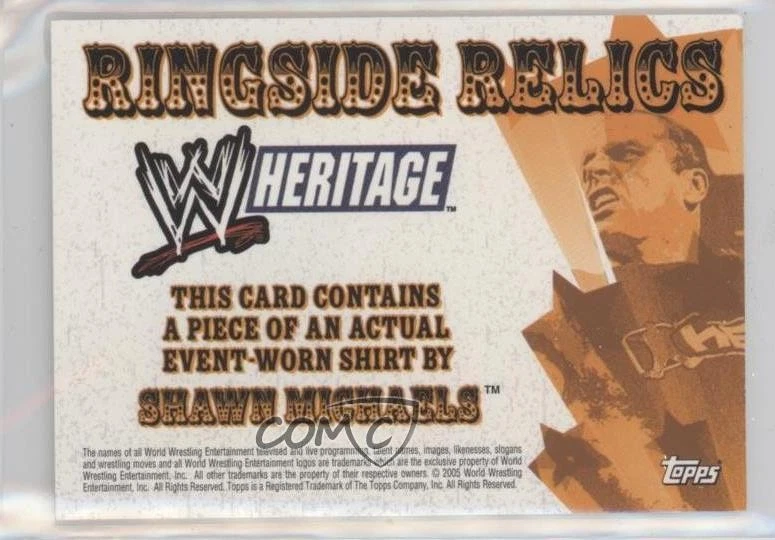 RINGSIDE RELICS
W HERITAGE™
THIS CARD CONTAINS
A PIECE OF AN ACTUAL
EVENT-WORN SHIRT BY
SHAWN MICHAELS™
COMC
The names of all World Wrestling Entertainment televised and live programming, talent names, images, likenesses, slogans
and wrestling moves and all World Wrestling Entertainment logos are trademarks which are the exclusive property of World
Wrestling Entertainment, Inc. All other trademarks are the property of their respective owners. © 2005 World Wrestling
Entertainment, Inc. All Rights Reserved. Topps is a Registered Trademark of The Topps Company, Inc. All Rights Reserved.
topps